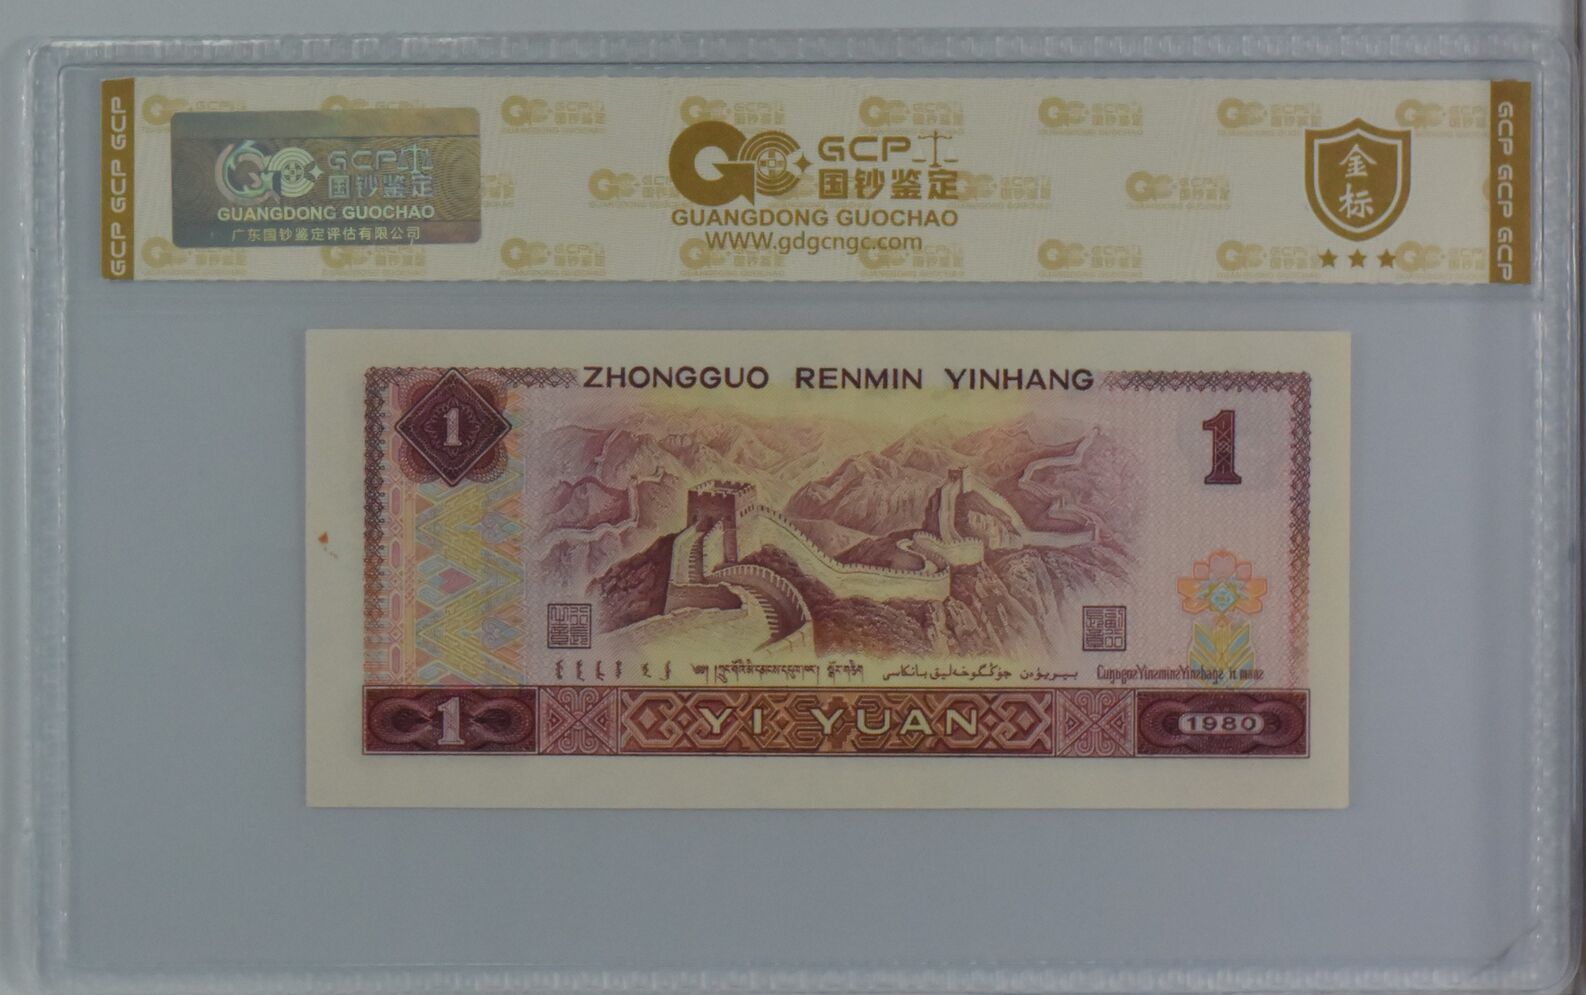 GCP GCP GCP
GCP
国钞鉴定
GUANGDONG GUOCHAO
广东国钞鉴定评估有限公司
GCP
国钞鉴定
GUANGDONG GUOCHAO
WWW.gdgcngc.com
金标
GCP GCP GCP
ZHONGGUO RENMIN YINHANG
1
1
1
YI YUAN
1980